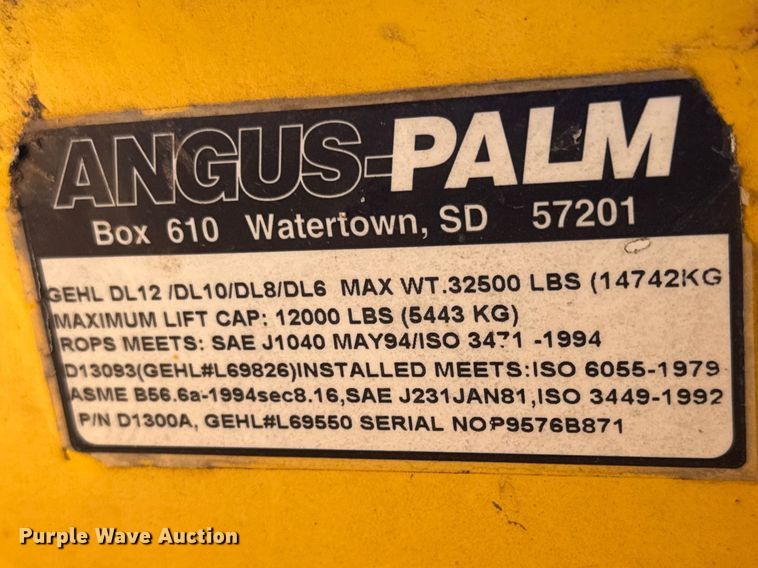 ANGUS-PALM
Box 610 Watertown, SD 57201
GEHL DL12 /DL10/DL8/DL6 MAX WT.32500 LBS (14742KG
MAXIMUM LIFT CAP: 12000 LBS (5443 KG)
ROPS MEETS: SAE J1040 MAY94/ISO 3471 -1994
D13093(GEHL#L69826)INSTALLED MEETS:ISO 6055-1979
ASME B56.6a-1994sec8.16,SAE J231JAN81,ISO 3449-1992
P/N D1300A, GEHL#L69550 SERIAL NOP9576B871
Purple Wave Auction